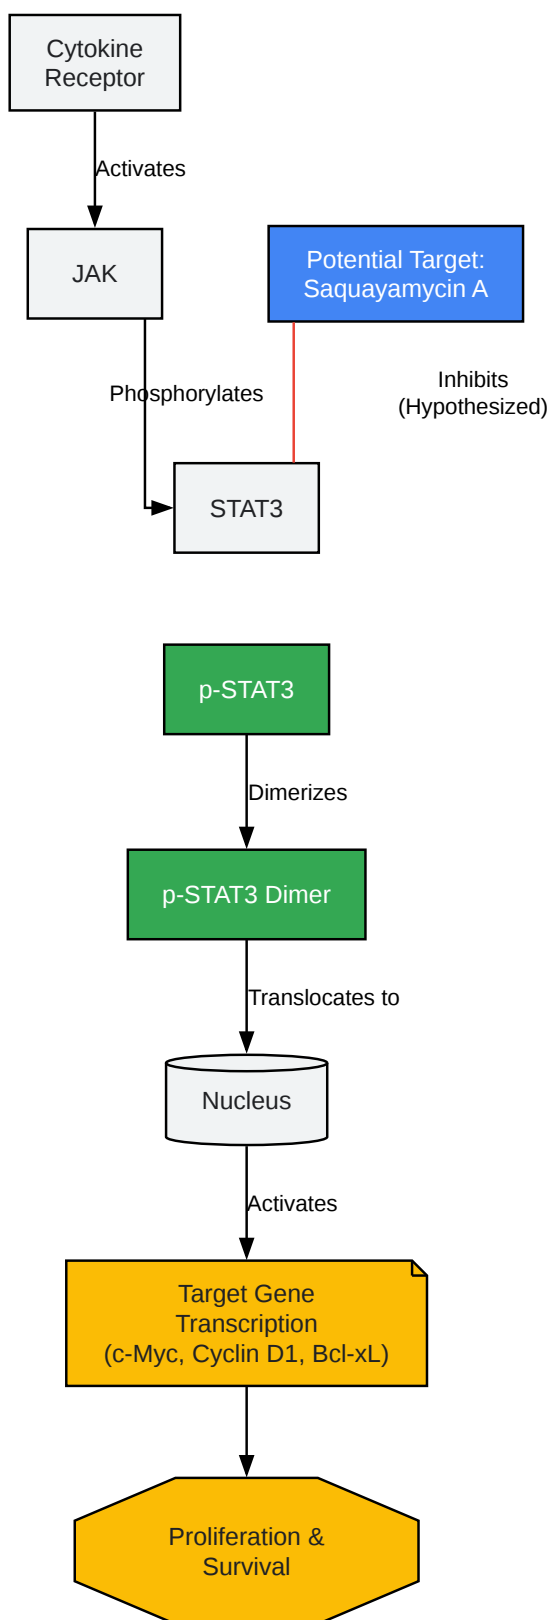 Cytokine
Receptor
Activates
JAK
Potential Target:
Saquayamycin A
Phosphorylates
Inhibits
(Hypothesized)
STAT3
p-STAT3
Dimerizes
p-STAT3 Dimer
Translocates to
Nucleus
Activates
Target Gene
Transcription
(c-Myc, Cyclin D1, Bcl-xL)
Proliferation &
Survival